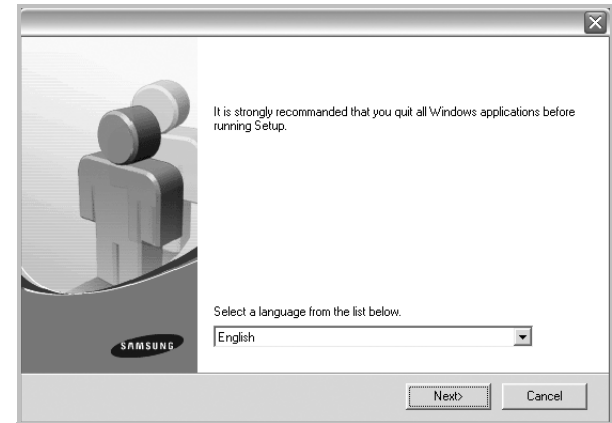 It is strongly recommanded that you quit all Windows applications before
running Setup.
Select a language from the list below.
English
SAMSUNG
Next>
Cancel